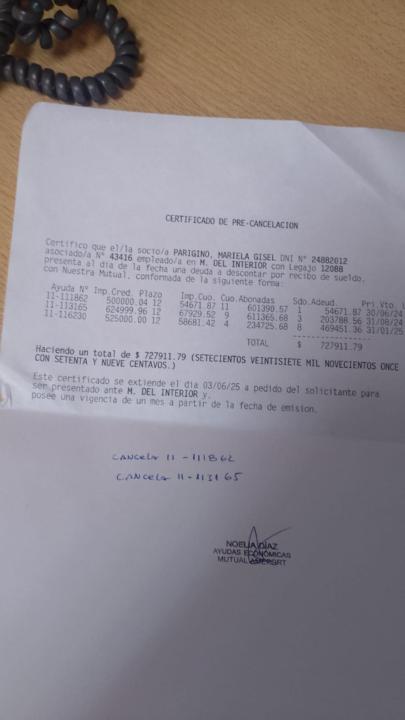 CERTIFICADO DE PRE-CANCELACION
Certifico que el/la socio/a PARIGINO, MARIELA GISEL DNI N° 24882012
asociado/a N° 43416 empleado/a en M. DEL INTERIOR con Legajo 12088
presenta al dia de la fecha una deuda a descontar por recibo de sueldo,
con Nuestra Mutual, conformada de la siguiente forma:
Ayuda N° Imp.Cred. Plazo Imp.Cuo. Cuo.Abonadas Sdo.Adeud. Pri.Vto.
11-111862 500000.04 12 54671.87 11 601390.57 1 54671.87 30/06/24
11-113165 624999.96 12 67929.52 9 611365.68 3 203788.56 31/08/24
11-116230 525000.00 12 58681.42 4 234725.68 8 469451.36 31/01/25
TOTAL $ 727911.79
Haciendo un total de $ 727911.79 (SETECIENTOS VEINTISIETE MIL NOVECIENTOS ONCE
CON SETENTA Y NUEVE CENTAVOS.)
Este certificado se extiende el dia 03/06/25 a pedido del solicitante para
ser presentado ante M. DEL INTERIOR y.
posee una vigencia de un mes a partir de la fecha de emision.
CANCELA 11-111862
CANCELA 11-113165
NOELIA DIAZ
AYUDAS ECONOMICAS
MUTUAL